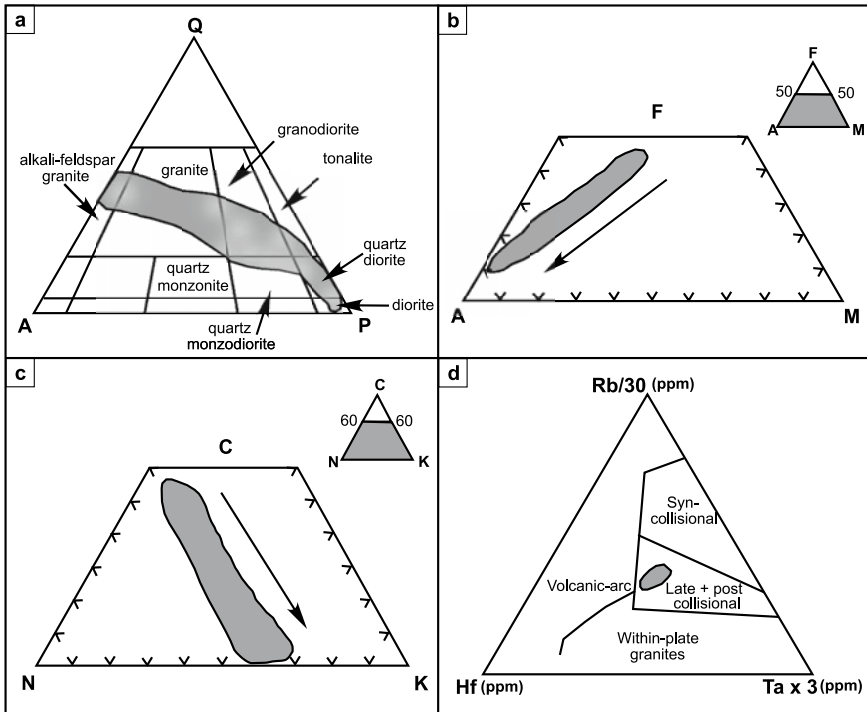 a
Q
granodiorite
alkali-feldspar
granite
granite
tonalite
quartz
monzonite
quartz
diorite
diorite
A
P
quartz
monzodiorite
b
F
50
50
A
M
F
A
M
c
C
60
60
N
K
C
N
K
d
Rb/30 (ppm)
Syn-
collisional
Volcanic-arc
Late + post
collisional
Within-plate
granites
Hf (ppm)
Ta x 3 (ppm)